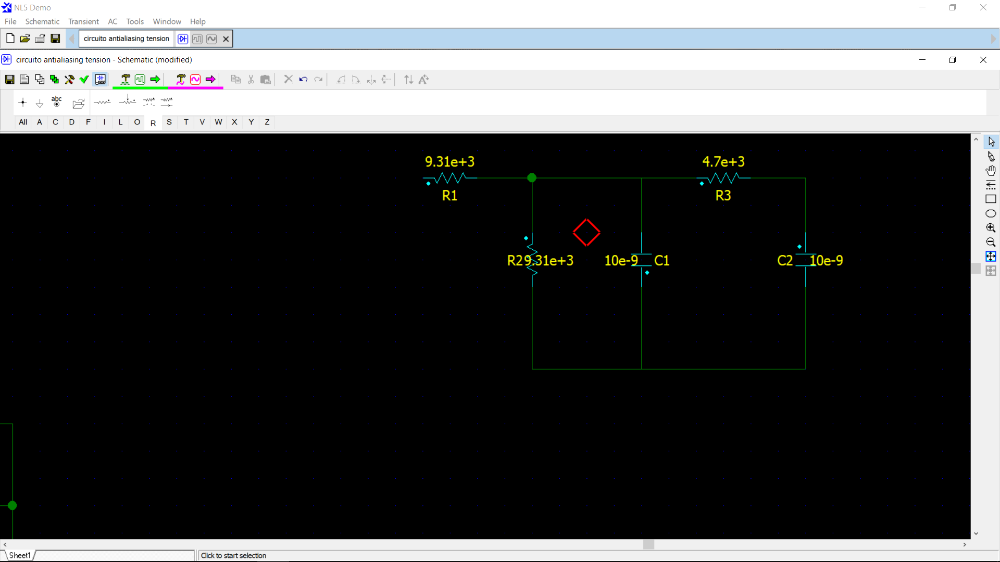 NL5 Demo
File Schematic Transient AC Tools Window Help
circuito antialiasing tension
circuito antialiasing tension - Schematic (modified)
abc
All A C D F I L O R S T V W X Y Z
9.31e+3 4.7e+3
R1 R3
R2 9.31e+3 10e-9 C1 C2 10e-9
Sheet1 Click to start selection